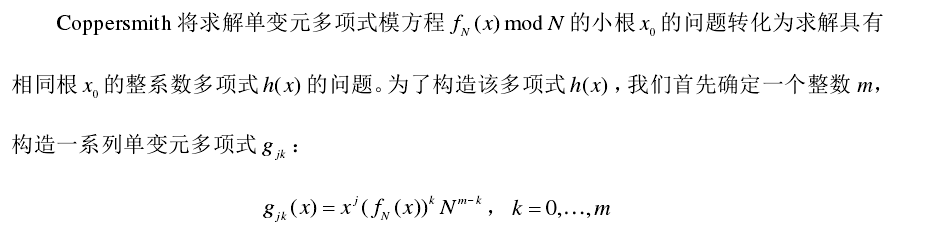 Coppersmith 将求解单变元多项式模方程 f_N(x) mod N 的小根 x_0 的问题转化为求解具有
相同根 x_0 的整系数多项式 h(x) 的问题。为了构造该多项式 h(x)，我们首先确定一个整数 m，
构造一系列单变元多项式 g_{jk}：
g_{jk}(x) = x^j (f_N(x))^k N^{m-k}， k = 0,…,m